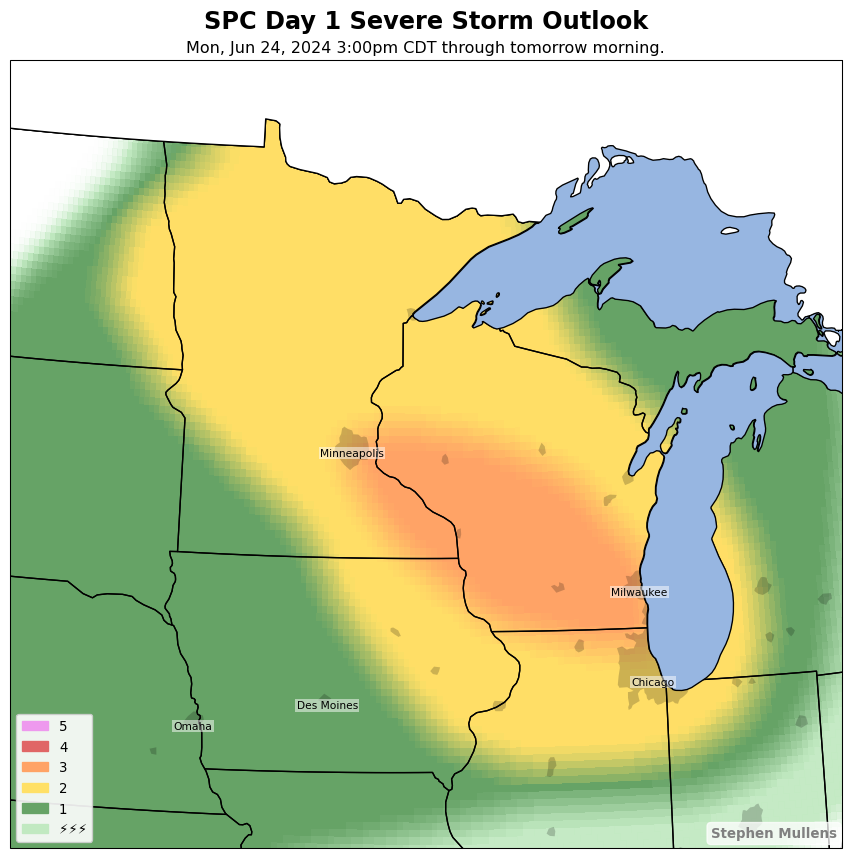 SPC Day 1 Severe Storm Outlook
Mon, Jun 24, 2024 3:00pm CDT through tomorrow morning.
Minneapolis
Milwaukee
Chicago
Des Moines
Omaha
5
4
3
2
1
⚡⚡⚡
Stephen Mullens